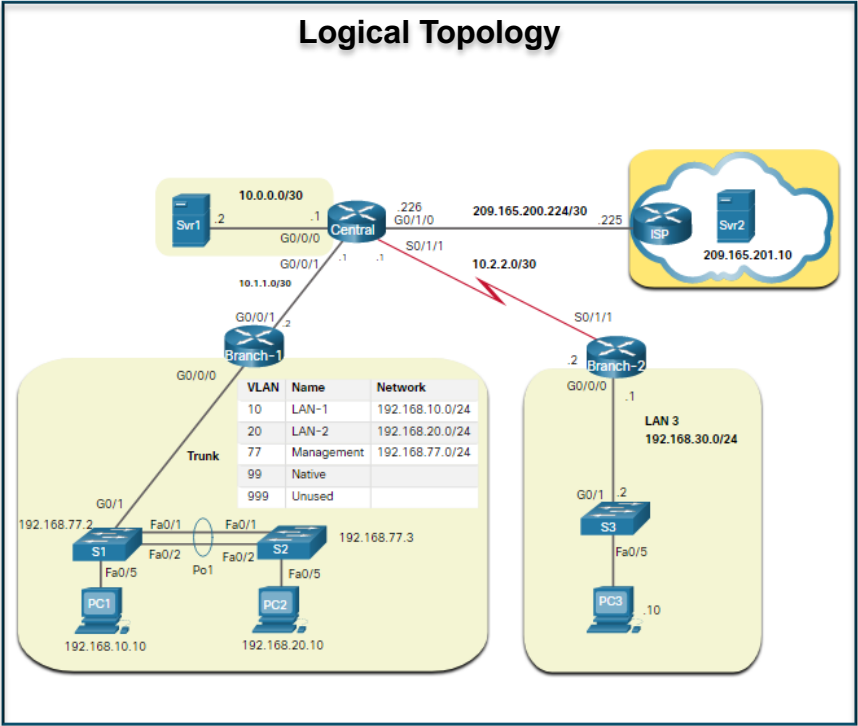 Logical Topology
10.0.0.0/30
Svr1
.2
.1
G0/0/0
Central
.226
G0/1/0
209.165.200.224/30
.225
ISP
Svr2
209.165.201.10
G0/0/1
.1
.1
S0/1/1
10.2.2.0/30
10.1.1.0/30
G0/0/1
.2
Branch-1
S0/1/1
.2
Branch-2
G0/0/0
.1
G0/0/0
VLAN Name Network
10 LAN-1 192.168.10.0/24
20 LAN-2 192.168.20.0/24
77 Management 192.168.77.0/24
99 Native
999 Unused
Trunk
LAN 3
192.168.30.0/24
G0/1
192.168.77.2
Fa0/1
Fa0/1
S1
S2
192.168.77.3
Fa0/2
Fa0/2
Po1
Fa0/5
Fa0/5
PC1
PC2
192.168.10.10
192.168.20.10
G0/1
.2
S3
Fa0/5
PC3
.10